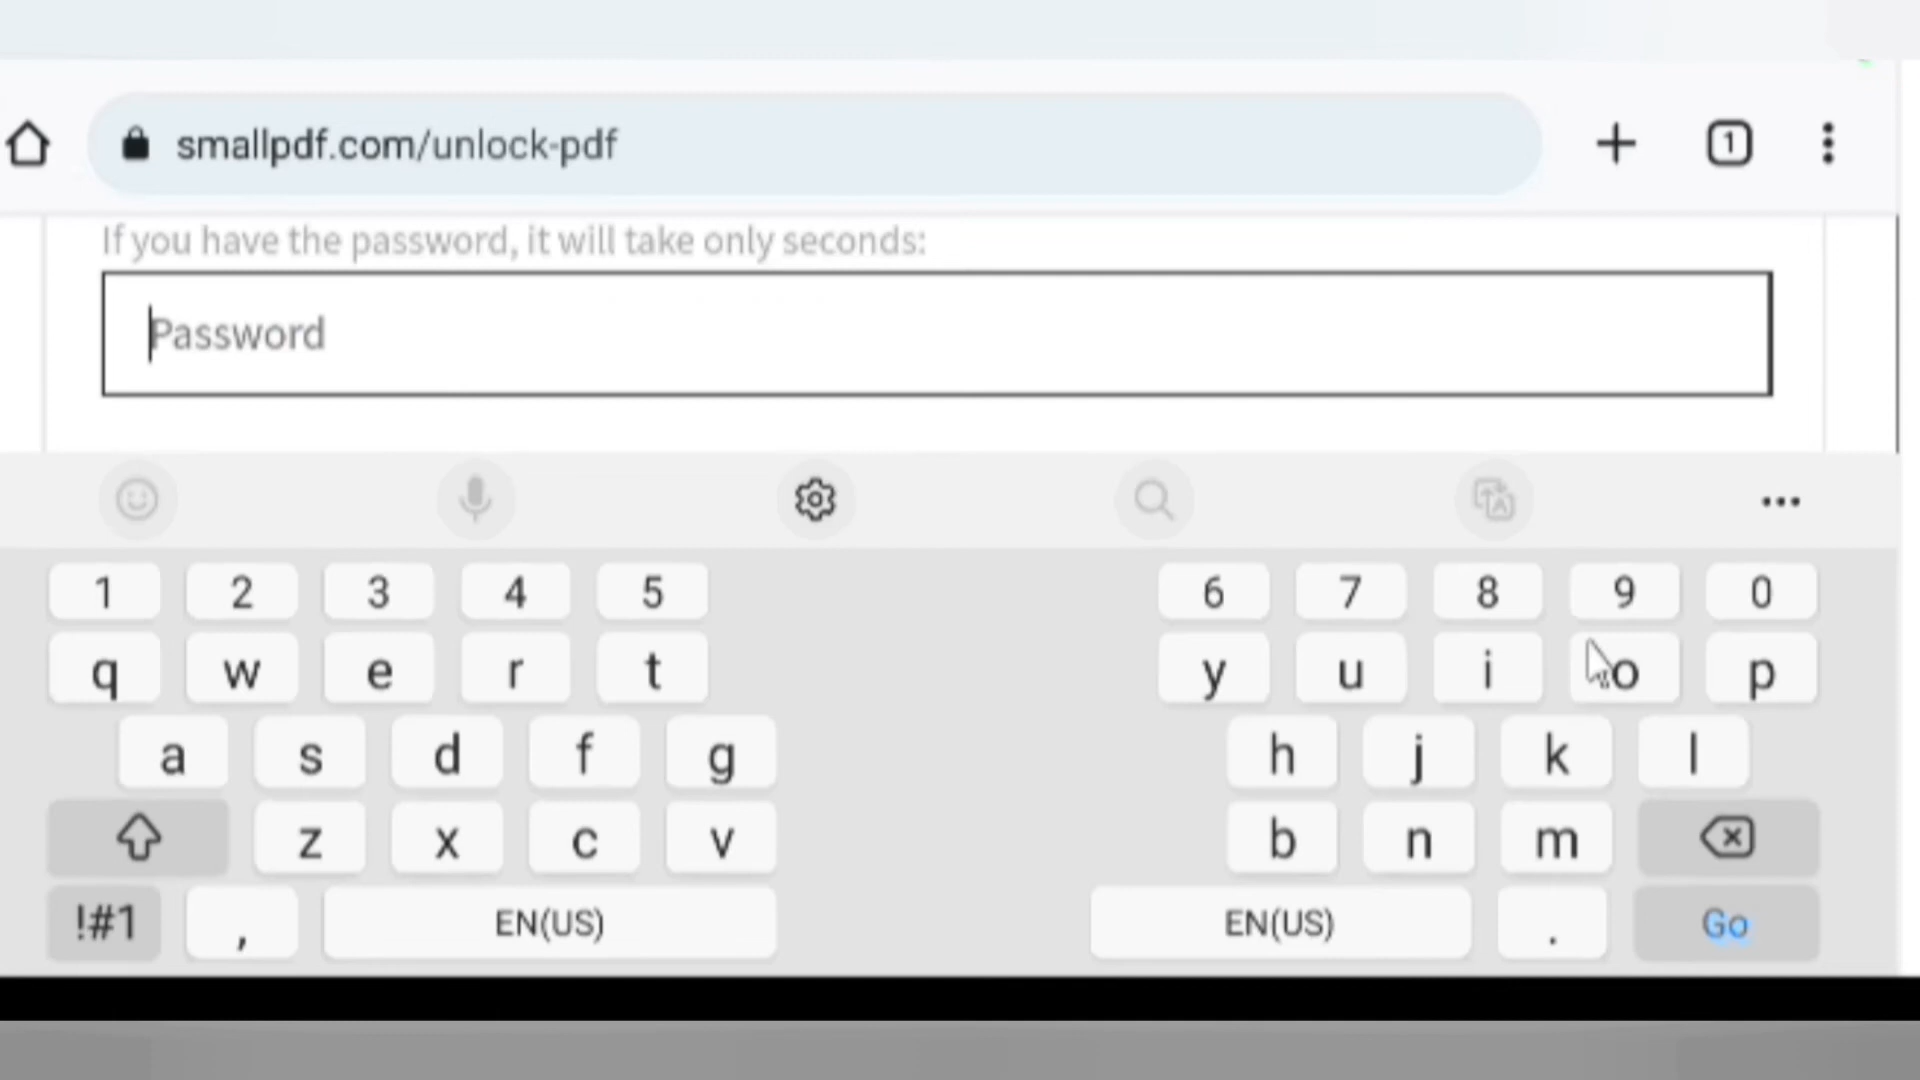 smallpdf.com/unlock-pdf
1
If you have the password, it will take only seconds:
Password
1 2 3 4 5 6 7 8 9 0
q w e r t y u i o p
a s d f g h j k l
z x c v b n m
!#1 , EN(US) EN(US) . Go